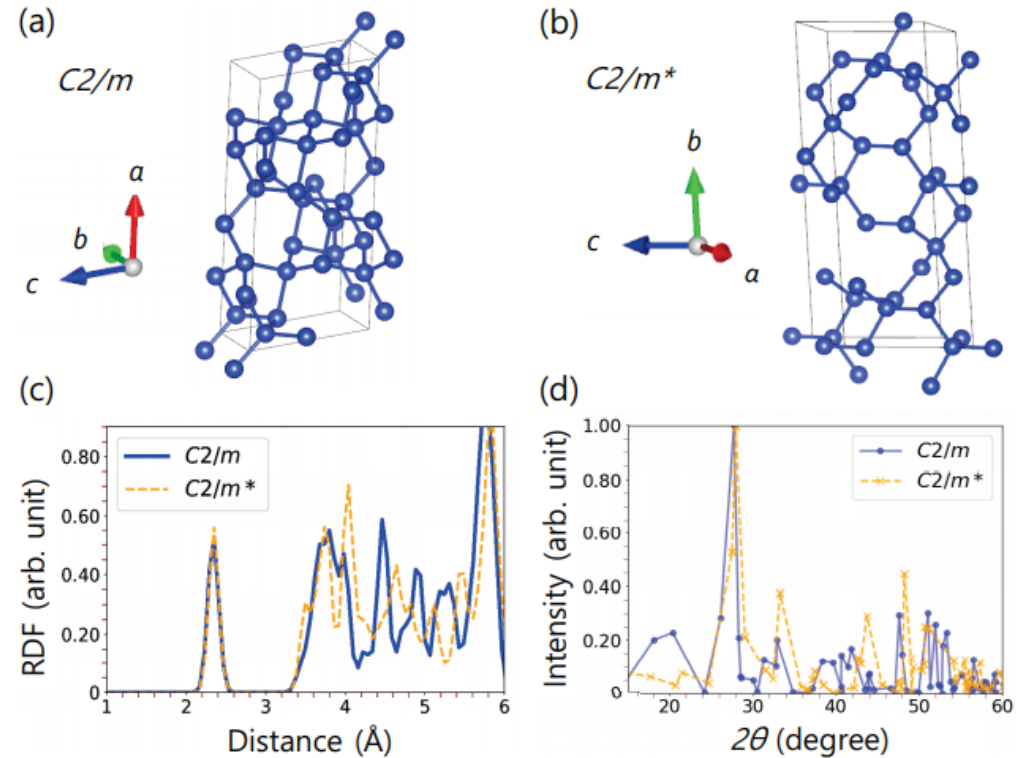 (a)
C2/m
a
b
c
(b)
C2/m*
b
c
a
(c)
RDF (arb. unit)
0.80
0.60
0.40
0.20
0
C2/m
C2/m*
1 2 3 4 5 6
Distance (Å)
(d)
Intensity (arb. unit)
1.00
0.80
0.60
0.40
0.20
0
C2/m
C2/m*
20 30 40 50 60
2θ (degree)